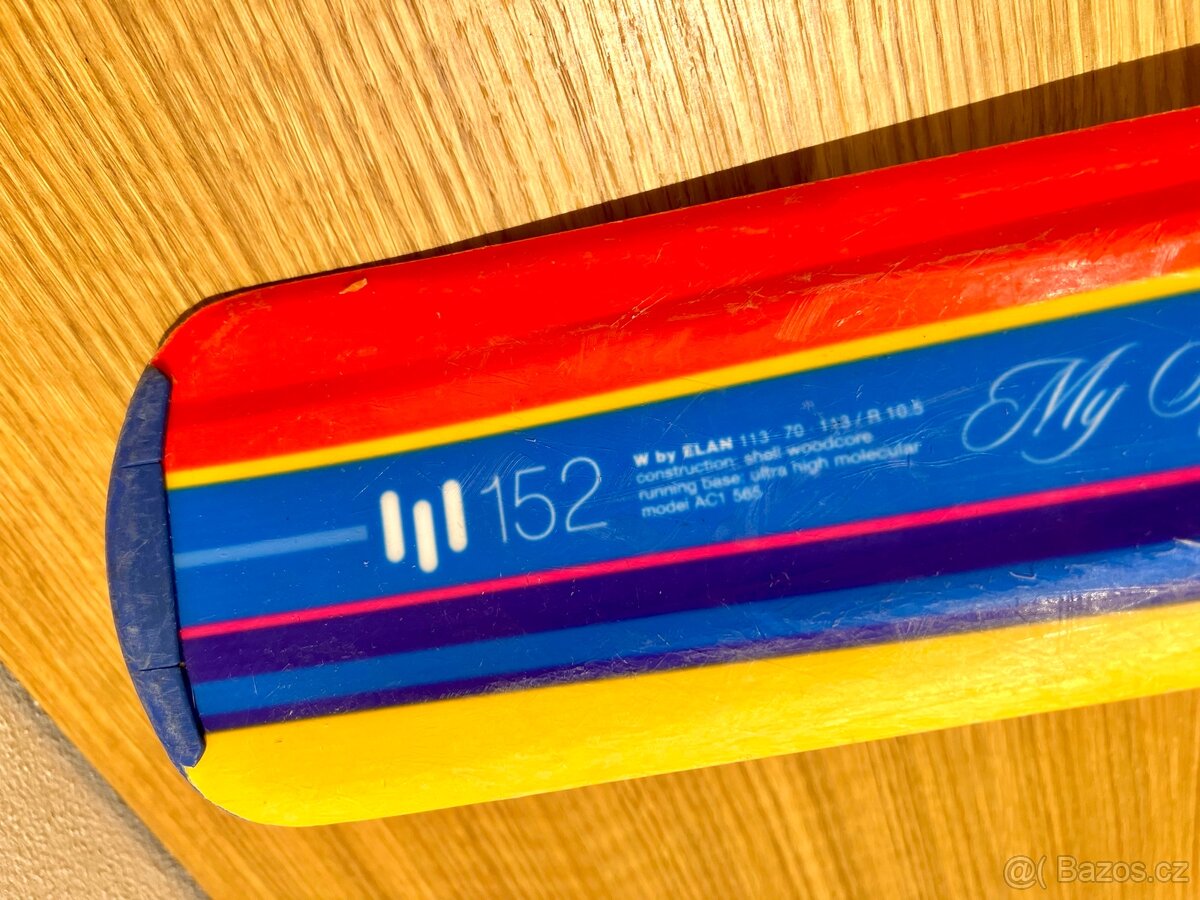 152
W by ELAN 113 - 70 - 113 / R 10.5
construction: shell woodcore
running base: ultra high molecular
model AC1 565
My
@( Bazos.cz